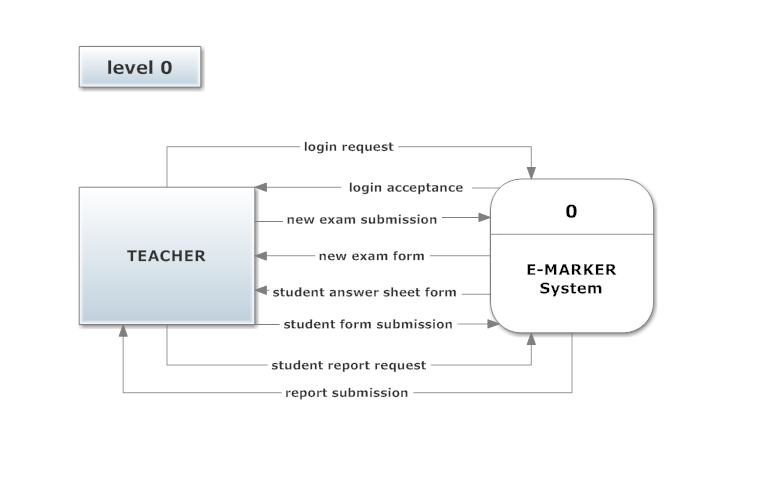 level 0
login request
login acceptance
0
new exam submission
TEACHER
new exam form
E-MARKER
System
student answer sheet form
student form submission
student report request
report submission